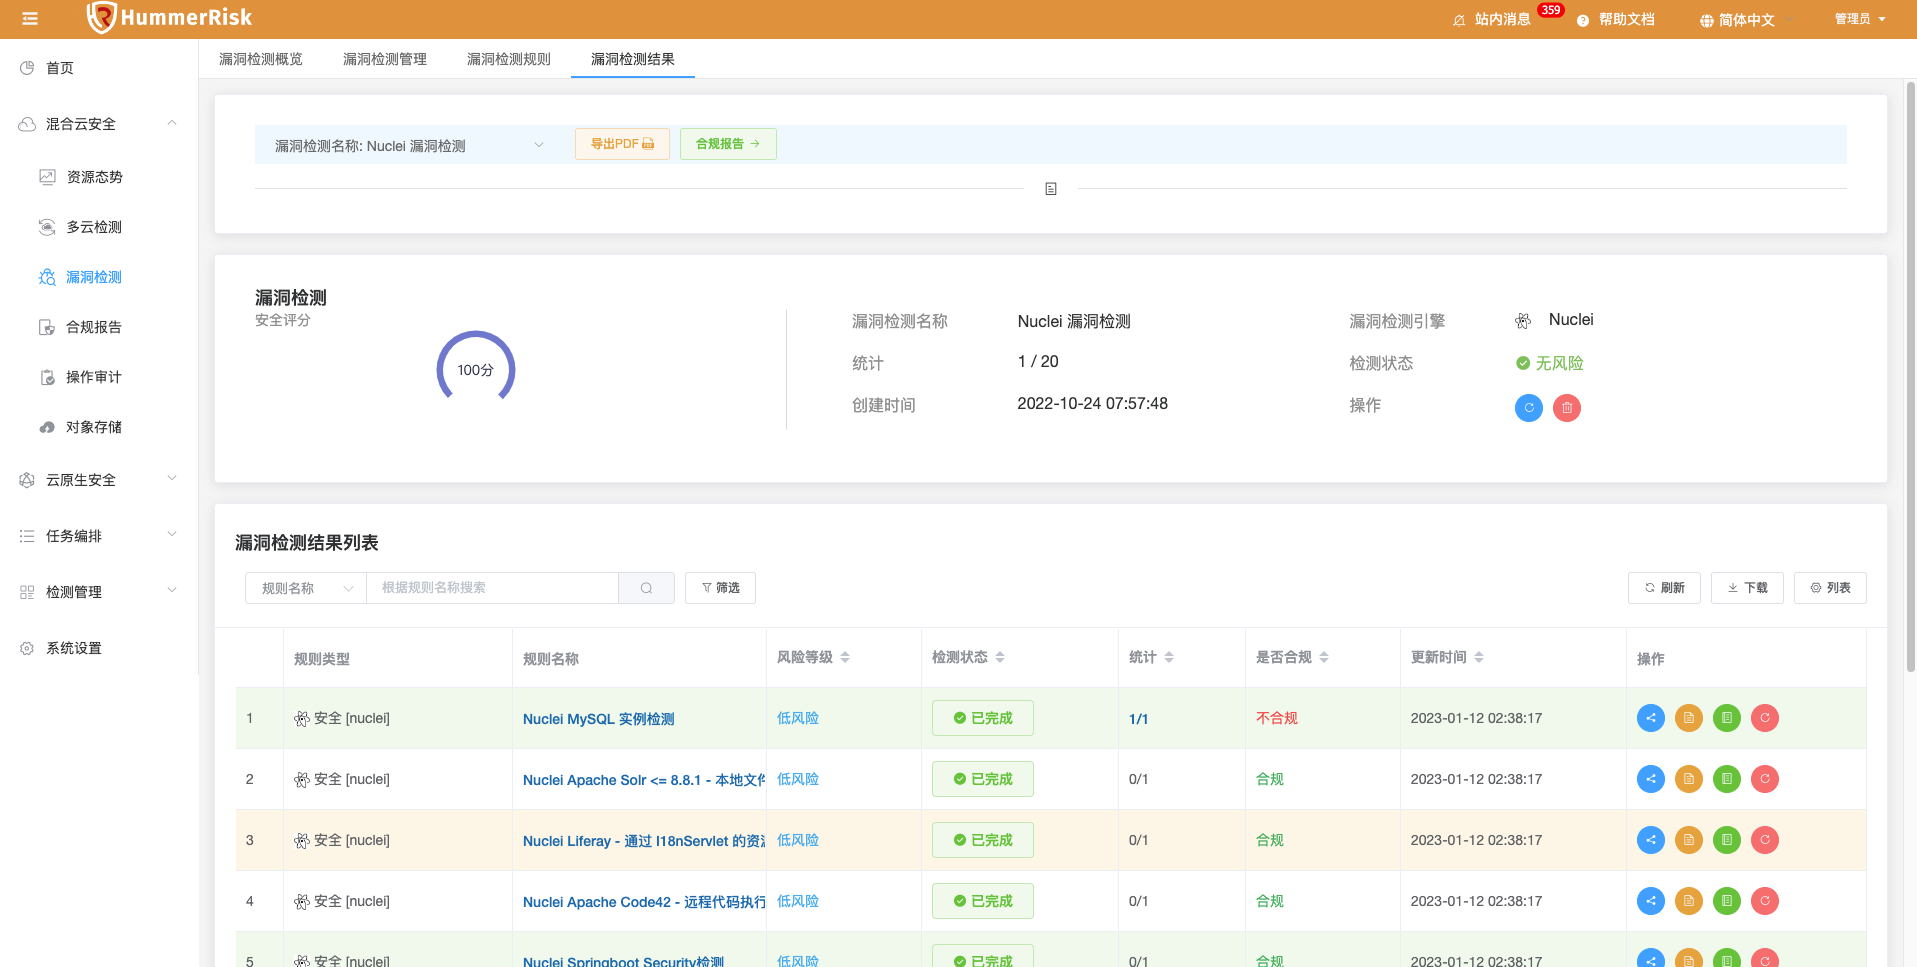 HummerRisk
站内消息 359 帮助文档 简体中文 管理员
首页
混合云安全
资源态势
多云检测
漏洞检测
合规报告
操作审计
对象存储
云原生安全
任务编排
检测管理
系统设置
漏洞检测概览 漏洞检测管理 漏洞检测规则 漏洞检测结果
漏洞检测名称: Nuclei 漏洞检测 导出PDF 合规报告
漏洞检测
安全评分
100分
漏洞检测名称 Nuclei 漏洞检测 漏洞检测引擎 Nuclei
统计 1 / 20 检测状态 无风险
创建时间 2022-10-24 07:57:48 操作
漏洞检测结果列表
规则名称 根据规则名称搜索 筛选 刷新 下载 列表
规则类型 规则名称 风险等级 检测状态 统计 是否合规 更新时间 操作
1 安全 [nuclei] Nuclei MySQL 实例检测 低风险 已完成 1/1 不合规 2023-01-12 02:38:17
2 安全 [nuclei] Nuclei Apache Solr <= 8.8.1 - 本地文件 低风险 已完成 0/1 合规 2023-01-12 02:38:17
3 安全 [nuclei] Nuclei Liferay - 通过 I18nServlet 的资 低风险 已完成 0/1 合规 2023-01-12 02:38:17
4 安全 [nuclei] Nuclei Apache Code42 - 远程代码执行 低风险 已完成 0/1 合规 2023-01-12 02:38:17
5 安全 [nuclei] Nuclei Springboot Security检测 低风险 已完成 0/1 合规 2023-01-12 02:38:17